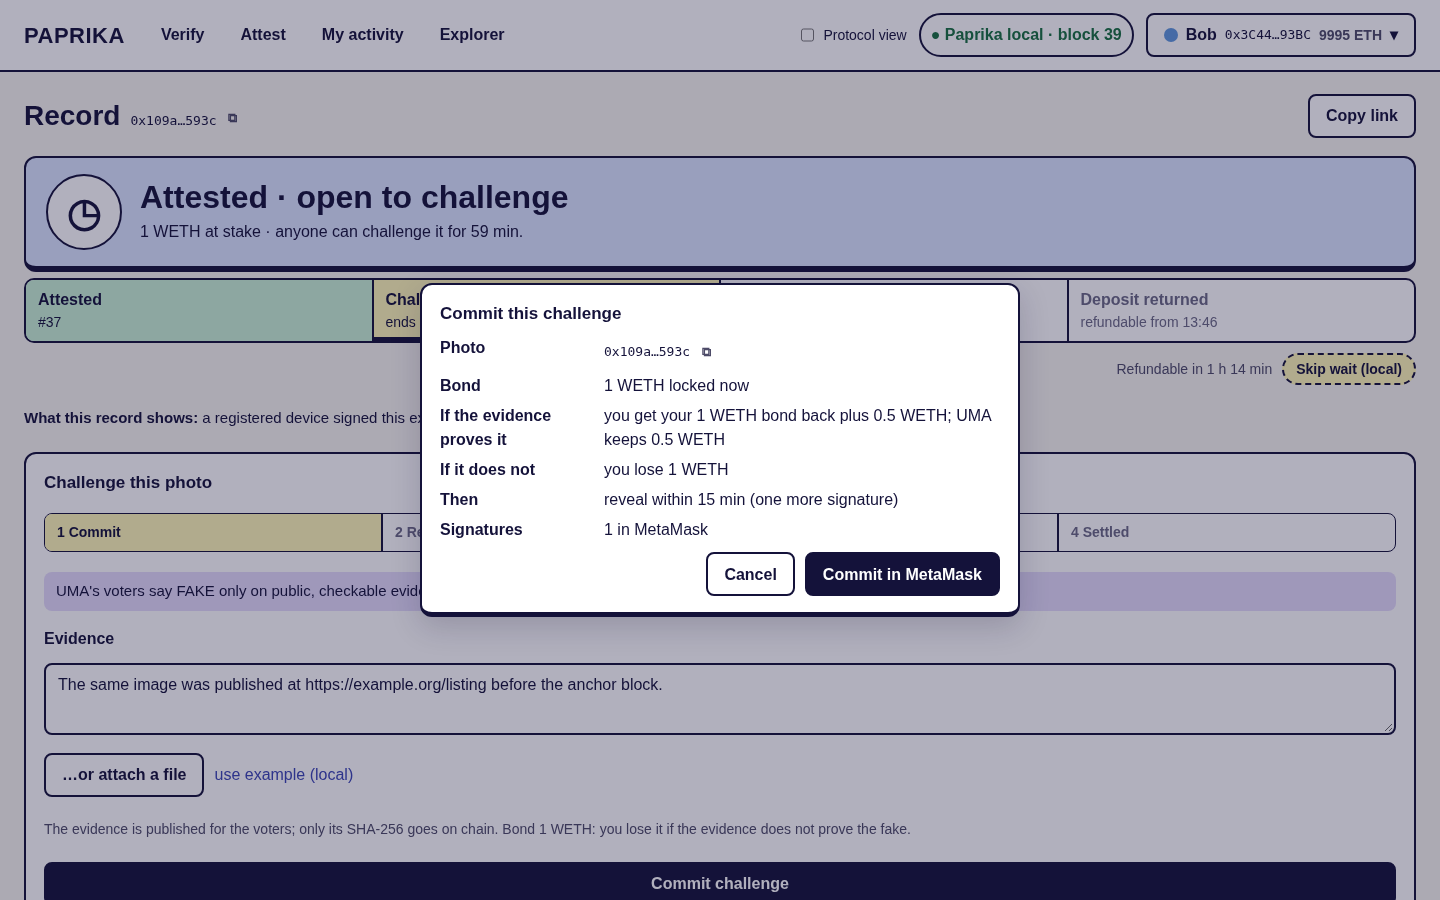 PAPRIKA Verify Attest My activity Explorer Protocol view ● Paprika local · block 39 Bob 0x3C44…93BC 9995 ETH ▼
Record 0x109a…593c ⧉ Copy link
Attested · open to challenge
1 WETH at stake · anyone can challenge it for 59 min.
Attested
#37
Chal
ends
Deposit returned
refundable from 13:46
Refundable in 1 h 14 min Skip wait (local)
What this record shows: a registered device signed this
Challenge this photo
1 Commit 2 Re 4 Settled
UMA's voters say FAKE only on public, checkable evid
Commit this challenge
Photo 0x109a…593c ⧉
Bond 1 WETH locked now
If the evidence proves it
you get your 1 WETH bond back plus 0.5 WETH; UMA
keeps 0.5 WETH
If it does not you lose 1 WETH
Then reveal within 15 min (one more signature)
Signatures 1 in MetaMask
Cancel Commit in MetaMask
Evidence
The same image was published at https://example.org/listing before the anchor block.
…or attach a file use example (local)
The evidence is published for the voters; only its SHA-256 goes on chain. Bond 1 WETH: you lose it if the evidence does not prove the fake.
Commit challenge